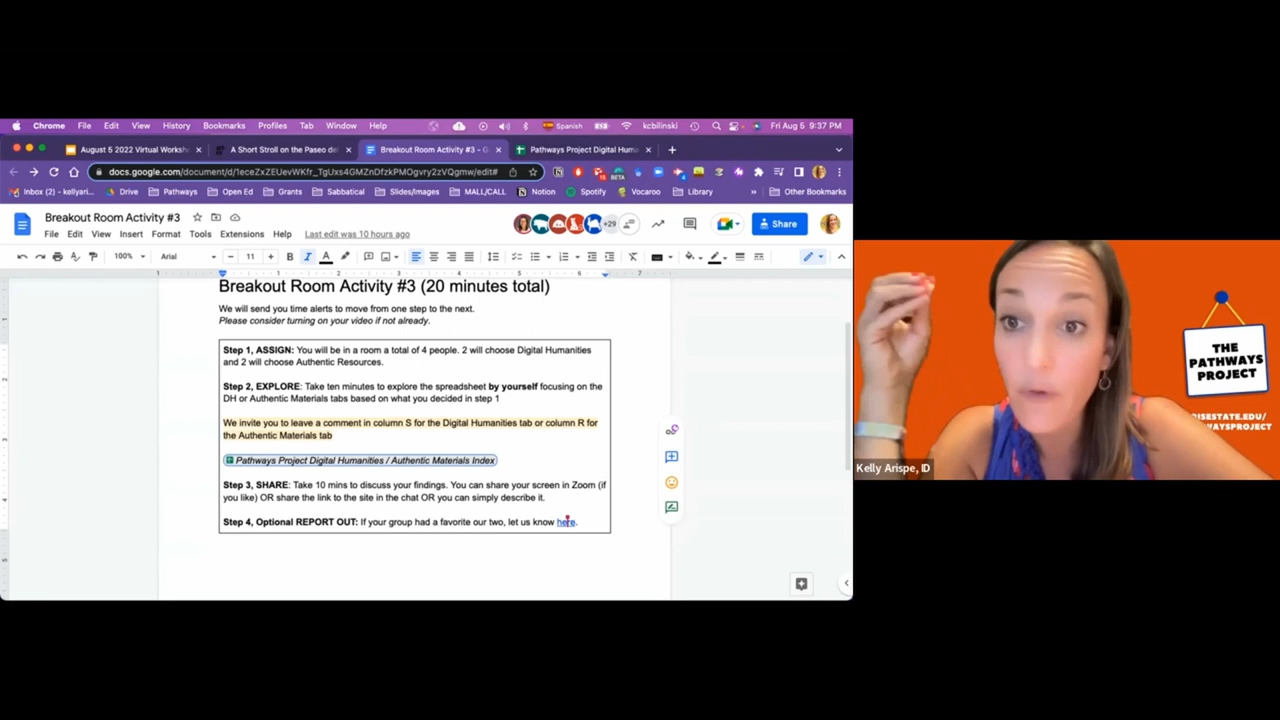 Chrome File Edit View History Bookmarks Profiles Tab Window Help Spanish kcbilinski Fri Aug 5 9:37 PM
August 5 2022 Virtual Worksh
A Short Stroll on the Paseo de
Breakout Room Activity #3 - G
Pathways Project Digital Huma
docs.google.com/document/d/1eceZxZEUevWKfr_TgUxs4GMZnDfzkPMOgvry2zVQgmw/edit#
Inbox (kellyari... Drive Pathways Open Ed Grants Sabbatical Slides/Images MALL/CALL Notion Spotify Vocaroo Library Other Bookmarks
Breakout Room Activity #3
+29
Share
File Edit View Insert Format Tools Extensions Help Last edit was 10 hours ago
100% Arial 11 B I A
Breakout Room Activity #3 (20 minutes total)
We will send you time alerts to move from one step to the next.
Please consider turning on your video if not already.
Step 1, ASSIGN: You will be in a room a total of 4 people. 2 will choose Digital Humanities
and 2 will choose Authentic Resources.
Step 2, EXPLORE: Take ten minutes to explore the spreadsheet by yourself focusing on the
DH or Authentic Materials tabs based on what you decided in step 1
We invite you to leave a comment in column S for the Digital Humanities tab or column R for
the Authentic Materials tab
Pathways Project Digital Humanities / Authentic Materials Index
Step 3, SHARE: Take 10 mins to discuss your findings. You can share your screen in Zoom (if
you like) OR share the link to the site in the chat OR you can simply describe it.
Step 4, Optional REPORT OUT: If your group had a favorite our two, let us know here.
THE
PATHWAYS
PROJECT
ISESTATE.EDU/
WAYSPROJECT
Kelly Arispe, ID